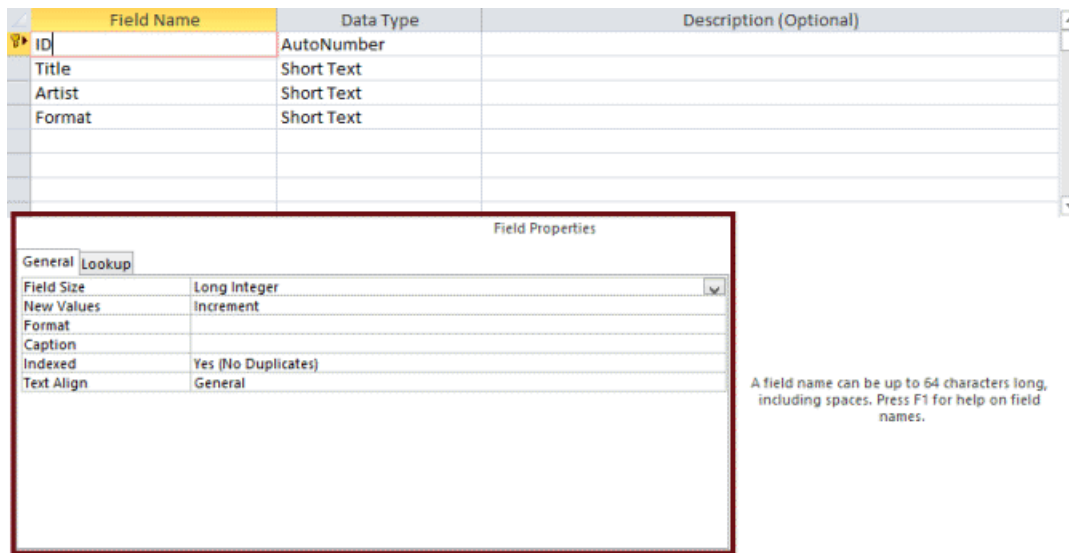 Field Name Data Type Description (Optional)
ID AutoNumber
Title Short Text
Artist Short Text
Format Short Text
Field Properties
General Lookup
Field Size Long Integer
New Values Increment
Format
Caption
Indexed Yes (No Duplicates)
Text Align General
A field name can be up to 64 characters long,
including spaces. Press F1 for help on field
names.